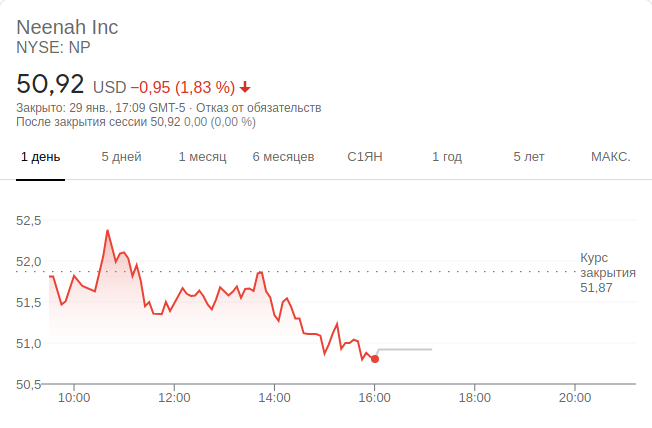 Neenah Inc
NYSE: NP
50,92 USD −0,95 (1,83 %)
Закрыто: 29 янв., 17:09 GMT-5 · Отказ от обязательств
После закрытия сессии 50,92 0,00 (0,00 %)
1 день 5 дней 1 месяц 6 месяцев С1ЯН 1 год 5 лет МАКС.
52,5
52,0
Курс
закрытия
51,87
51,5
51,0
50,5
10:00 12:00 14:00 16:00 18:00 20:00